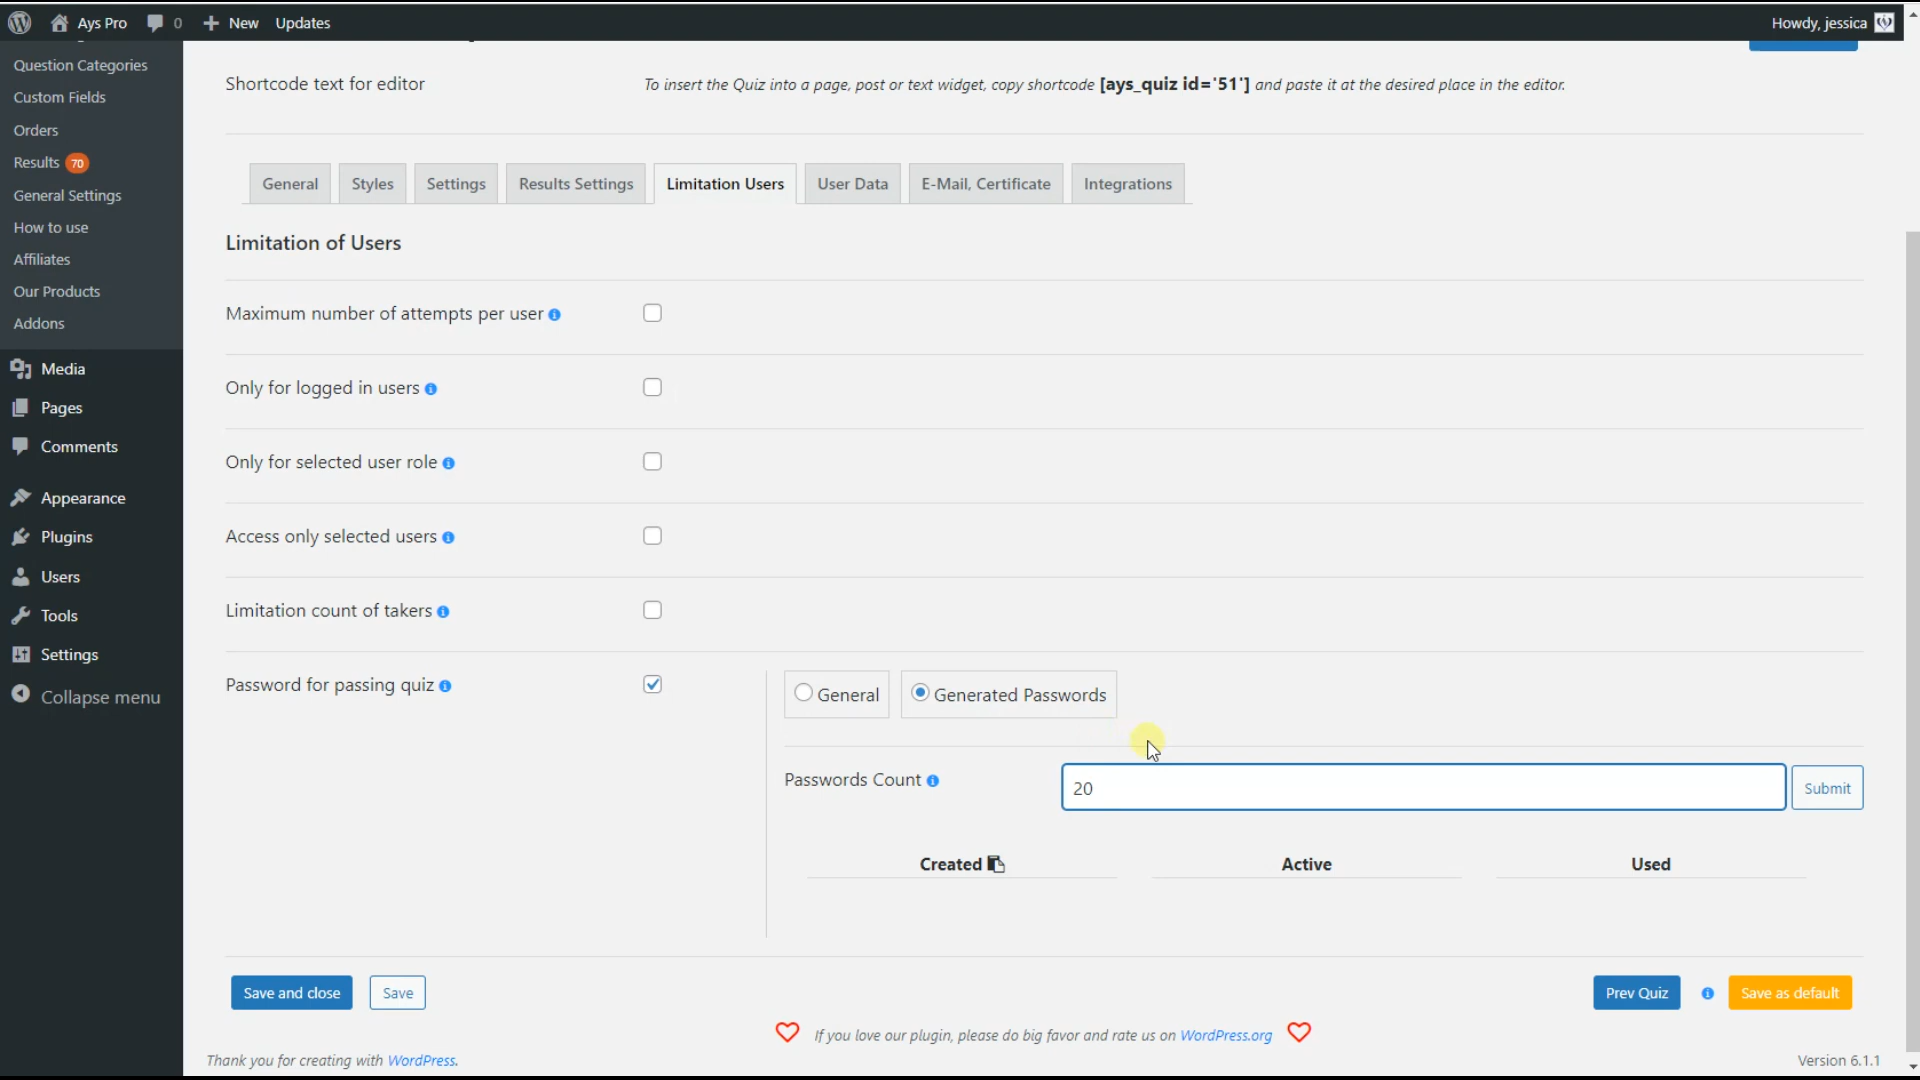 Ays Pro 0 New Updates Howdy, jessica
Question Categories
Custom Fields
Orders
Results 70
General Settings
How to use
Affiliates
Our Products
Addons
Media
Pages
Comments
Appearance
Plugins
Users
Tools
Settings
Collapse menu
Shortcode text for editor
To insert the Quiz into a page, post or text widget, copy shortcode [ays_quiz id='51'] and paste it at the desired place in the editor.
General Styles Settings Results Settings Limitation Users User Data E-Mail, Certificate Integrations
Limitation of Users
Maximum number of attempts per user
Only for logged in users
Only for selected user role
Access only selected users
Limitation count of takers
Password for passing quiz
General Generated Passwords
Passwords Count 20 Submit
Created Active Used
Save and close Save Prev Quiz Save as default
If you love our plugin, please do big favor and rate us on WordPress.org
Thank you for creating with WordPress. Version 6.1.1